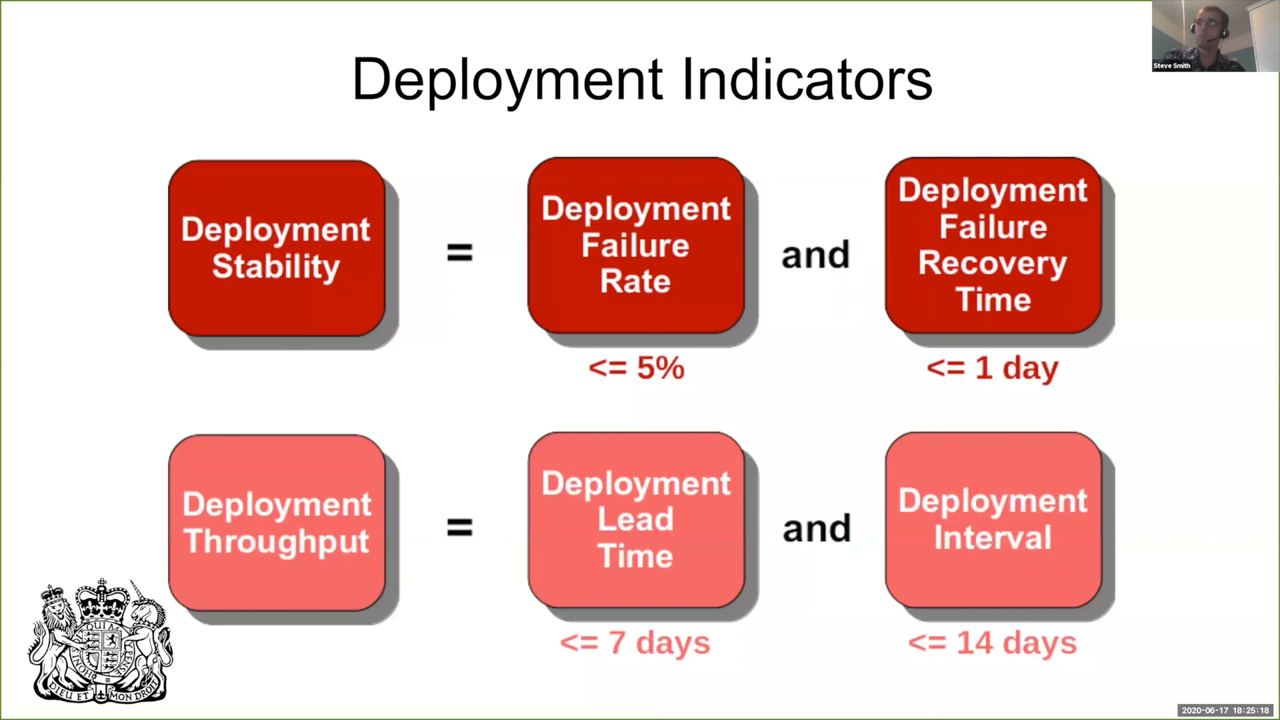 Deployment Indicators
Steve Smith
Deployment
Stability
=
Deployment
Failure
Rate
and
Deployment
Failure
Recovery
Time
<= 5%
<= 1 day
Deployment
Throughput
=
Deployment
Lead
Time
and
Deployment
Interval
<= 7 days
<= 14 days
DIEU ET MON DROIT
2020-06-17 18:25:18